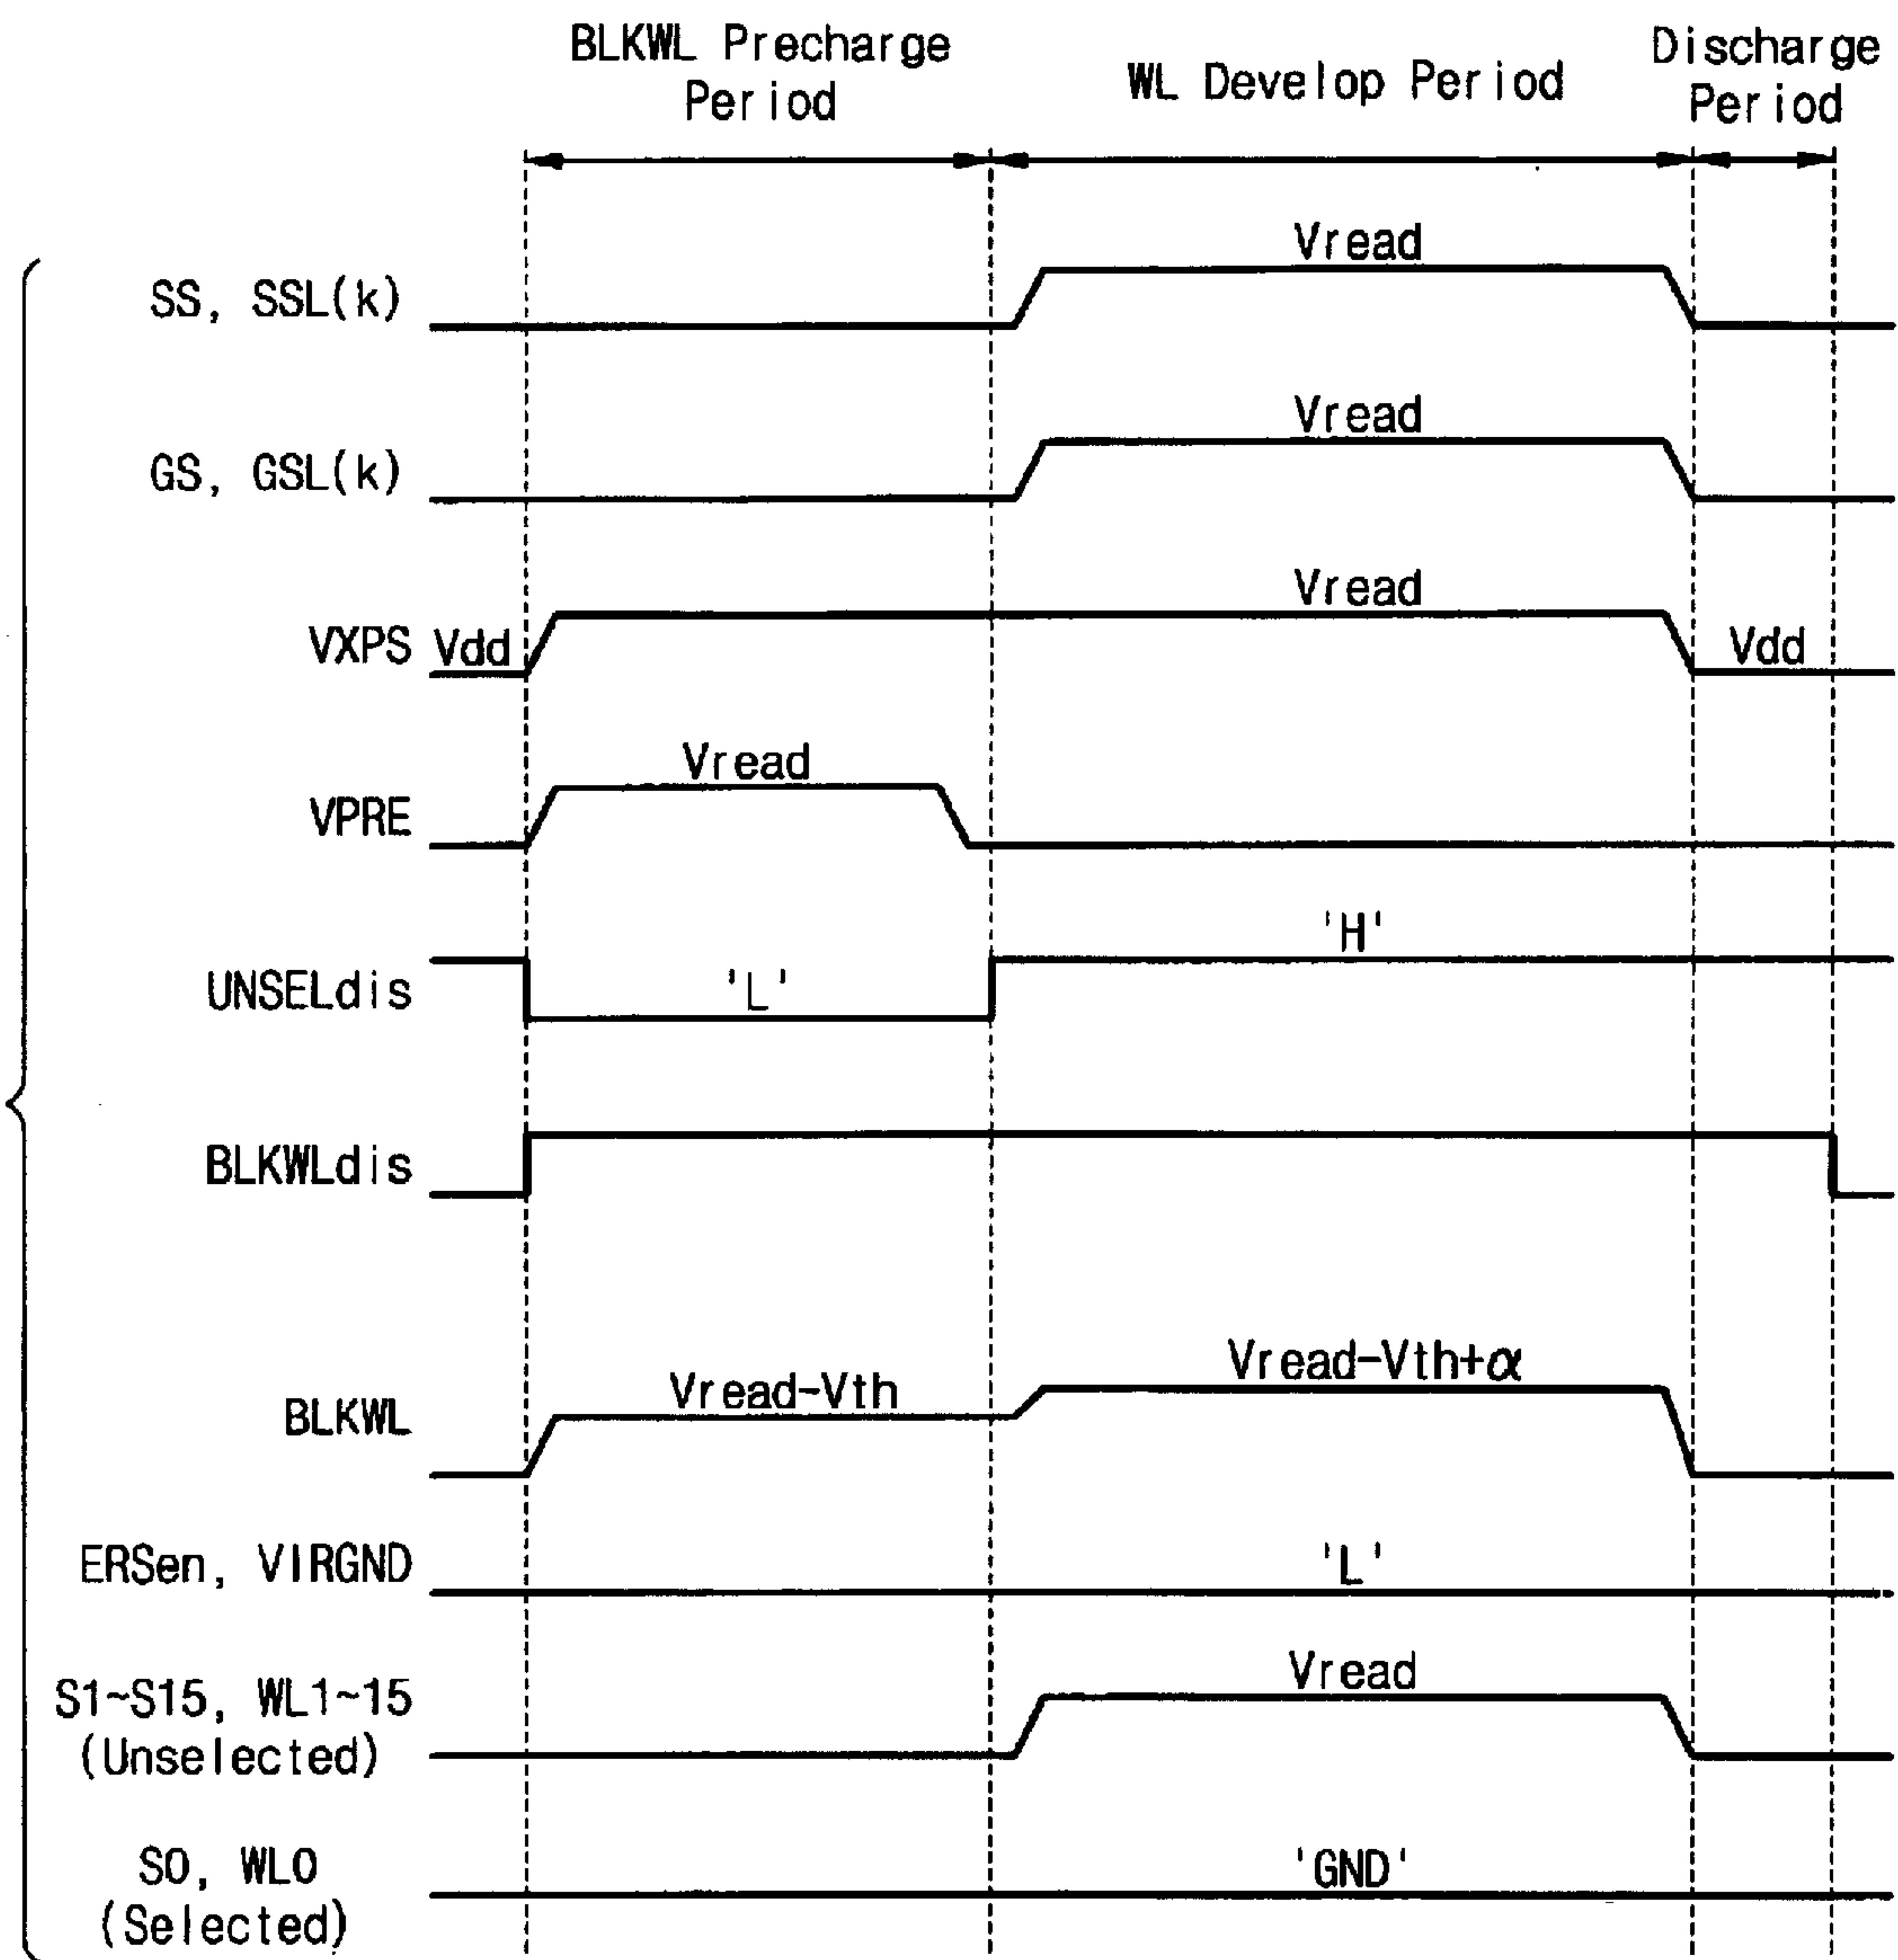 BLKWL Precharge
Period
WL Develop Period
Discharge
Period
SS, SSL(k)
Vread
GS, GSL(k)
Vread
VXPS
Vdd
Vread
Vdd
VPRE
Vread
UNSELdis
'L'
'H'
BLKWLdis
BLKWL
Vread-Vth
Vread-Vth+α
ERSen, VIRGND
'L'
S1~S15, WL1~15
(Unselected)
Vread
S0, WL0
(Selected)
'GND'